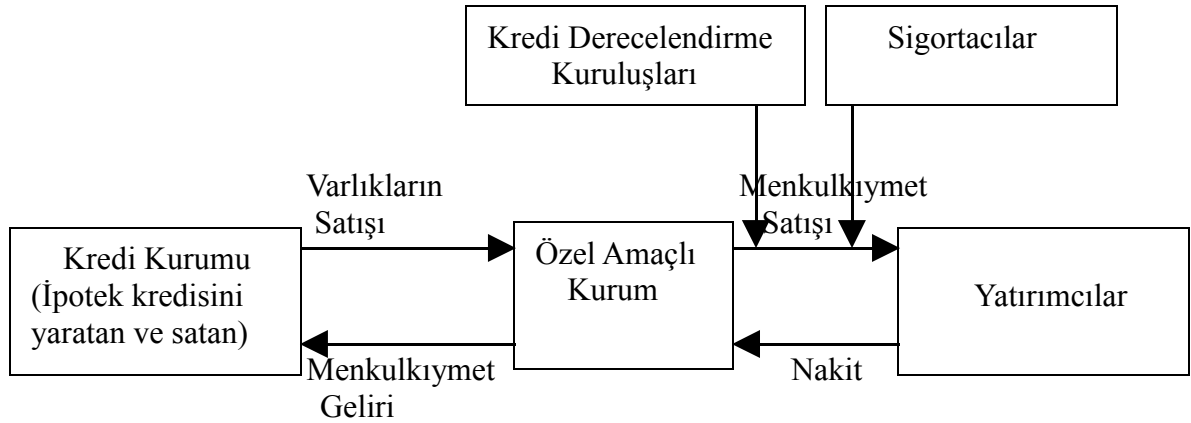 Kredi Derecelendirme
Kuruluşları
Sigortacılar
Varlıkların
Satışı
Menkulkıymet
Satışı
Kredi Kurumu
(İpotek kredisini
yaratan ve satan)
Özel Amaçlı
Kurum
Yatırımcılar
Menkulkıymet
Geliri
Nakit